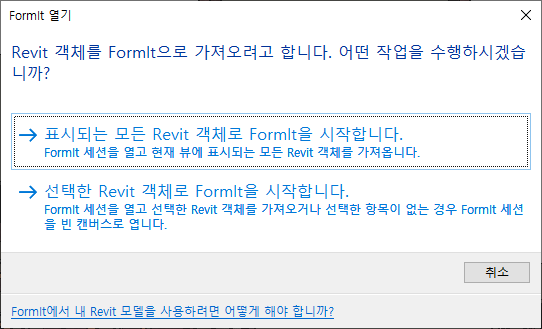 FormIt 열기
Revit 객체를 FormIt으로 가져오려고 합니다. 어떤 작업을 수행하시겠습
니까?
표시되는 모든 Revit 객체로 FormIt을 시작합니다.
FormIt 세션을 열고 현재 뷰에 표시되는 모든 Revit 객체를 가져옵니다.
선택한 Revit 객체로 FormIt을 시작합니다.
FormIt 세션을 열고 선택한 Revit 객체를 가져오거나 선택한 항목이 없는 경우 FormIt 세션
을 빈 캔버스로 엽니다.
취소
FormIt에서 내 Revit 모델을 사용하려면 어떻게 해야 합니까?